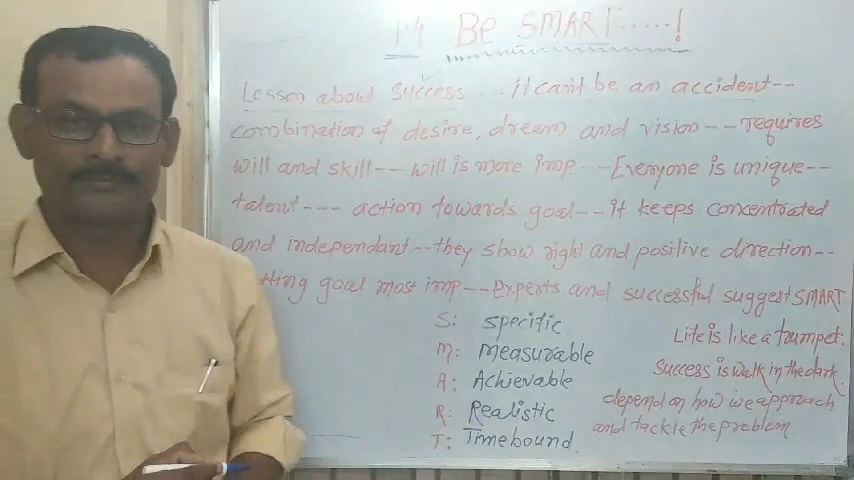 1.4 Be SMART.....!
Lesson about success ... it can't be an accident--
combination of desire, dream and vision -- requires
will and skill -- will is more imp. -- Everyone is unique--
talent --- action towards goal -- it keeps concentrated
and independant -- they show right and positive direction --
tting goal most imp -- experts and successful suggest SMART
S: specific
M: Measurable
A: Achievable
R: Realistic
T: Timebound
Life is like a trumpet.
Success is walk in the dark.
depend on how we approach
and tackle the problem.